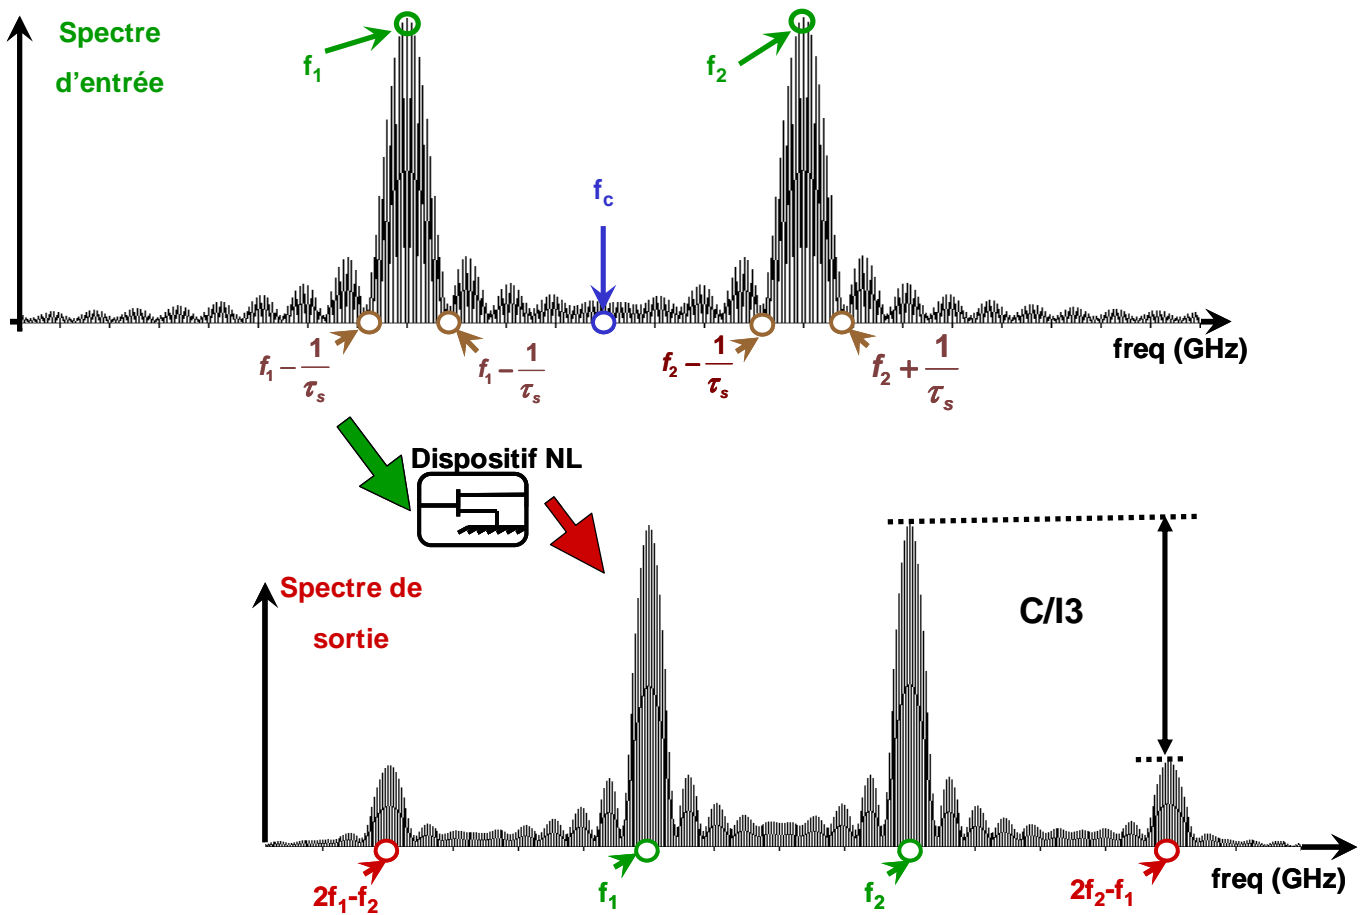 Spectre
d'entrée
f₁
f₂
f_c
freq (GHz)
f₁ − 1/τₛ
f₁ − 1/τₛ
f₂ − 1/τₛ
f₂ + 1/τₛ
Dispositif NL
Spectre de
sortie
C/I3
2f₁-f₂
f₁
f₂
2f₂-f₁
freq (GHz)